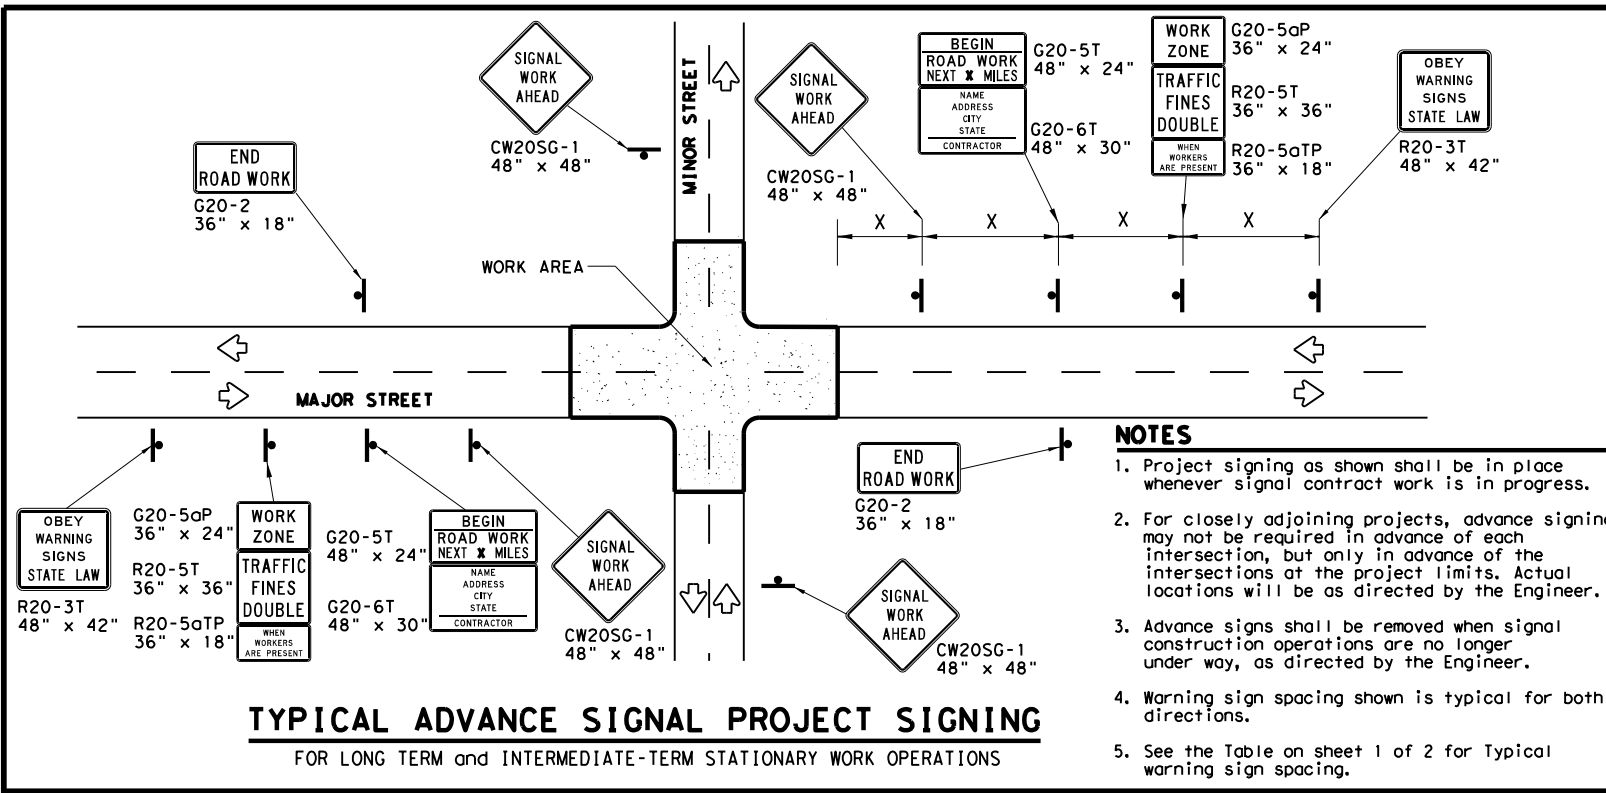 SIGNAL
WORK
AHEAD
CW20SG-1
48" x 48"
END
ROAD WORK
G20-2
36" x 18"
MINOR STREET
SIGNAL
WORK
AHEAD
CW20SG-1
48" x 48"
BEGIN
ROAD WORK
NEXT X MILES
NAME
ADDRESS
CITY
STATE
CONTRACTOR
G20-5T
48" x 24"
G20-6T
48" x 30"
WORK
ZONE
TRAFFIC
FINES
DOUBLE
WHEN
WORKERS
ARE PRESENT
G20-5aP
36" x 24"
R20-5T
36" x 36"
R20-5aTP
36" x 18"
OBEY
WARNING
SIGNS
STATE LAW
R20-3T
48" x 42"
X
X
X
X
WORK AREA
MAJOR STREET
OBEY
WARNING
SIGNS
STATE LAW
R20-3T
48" x 42"
G20-5aP
36" x 24"
R20-5T
36" x 36"
R20-5aTP
36" x 18"
WORK
ZONE
TRAFFIC
FINES
DOUBLE
WHEN
WORKERS
ARE PRESENT
G20-5T
48" x 24"
G20-6T
48" x 30"
BEGIN
ROAD WORK
NEXT X MILES
NAME
ADDRESS
CITY
STATE
CONTRACTOR
SIGNAL
WORK
AHEAD
CW20SG-1
48" x 48"
END
ROAD WORK
G20-2
36" x 18"
SIGNAL
WORK
AHEAD
CW20SG-1
48" x 48"
TYPICAL ADVANCE SIGNAL PROJECT SIGNING
FOR LONG TERM and INTERMEDIATE-TERM STATIONARY WORK OPERATIONS
NOTES
1. Project signing as shown shall be in place
whenever signal contract work is in progress.
2. For closely adjoining projects, advance signing
may not be required in advance of each
intersection, but only in advance of the
intersections at the project limits. Actual
locations will be as directed by the Engineer.
3. Advance signs shall be removed when signal
construction operations are no longer
under way, as directed by the Engineer.
4. Warning sign spacing shown is typical for both
directions.
5. See the Table on sheet 1 of 2 for Typical
warning sign spacing.